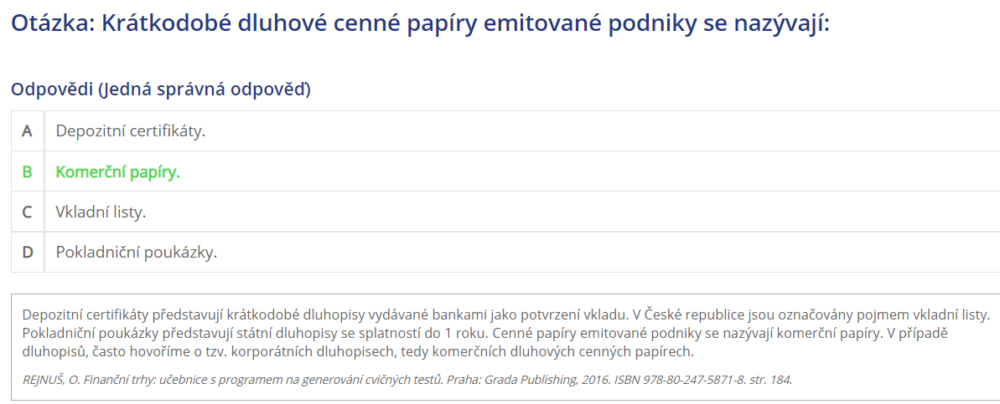 Otázka: Krátkodobé dluhové cenné papíry emitované podniky se nazývají:
Odpovědi (Jedná správná odpověď)
A Depozitní certifikáty.
B Komerční papíry.
C Vkladní listy.
D Pokladniční poukázky.
Depozitní certifikáty představují krátkodobé dluhopisy vydávané bankami jako potvrzení vkladu. V České republice jsou označovány pojmem vkladní listy.
Pokladniční poukázky představují státní dluhopisy se splatností do 1 roku. Cenné papíry emitované podniky se nazývají komerční papíry. V případě
dluhopisů, často hovoříme o tzv. korporátních dluhopisech, tedy komerčních dluhových cenných papírech.
REJNUŠ, O. Finanční trhy: učebnice s programem na generování cvičných testů. Praha: Grada Publishing, 2016. ISBN 978-80-247-5871-8. str. 184.